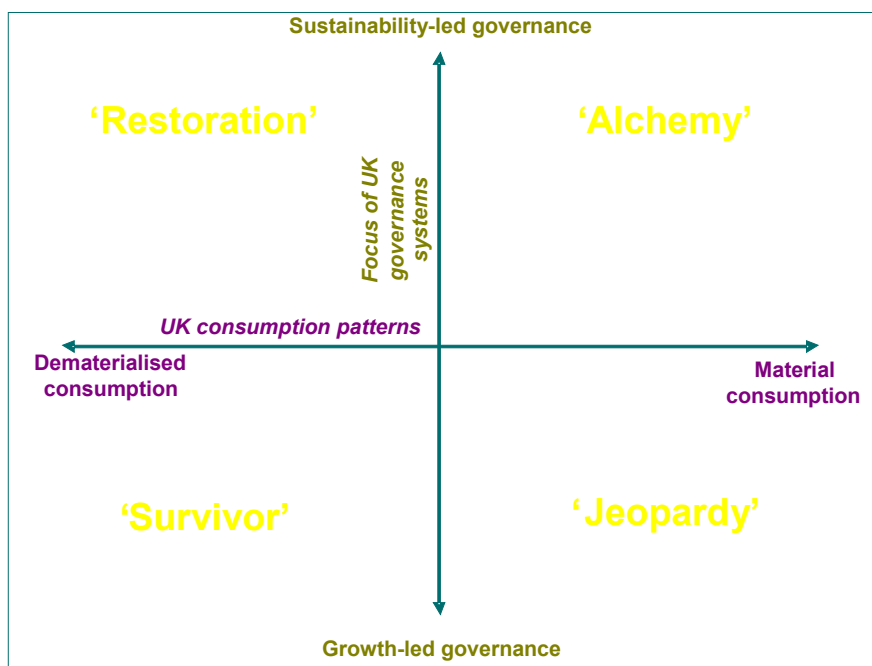 Sustainability-led governance
‘Restoration’
‘Alchemy’
Focus of UK
governance
systems
UK consumption patterns
Dematerialised
consumption
Material
consumption
‘Survivor’
‘Jeopardy’
Growth-led governance